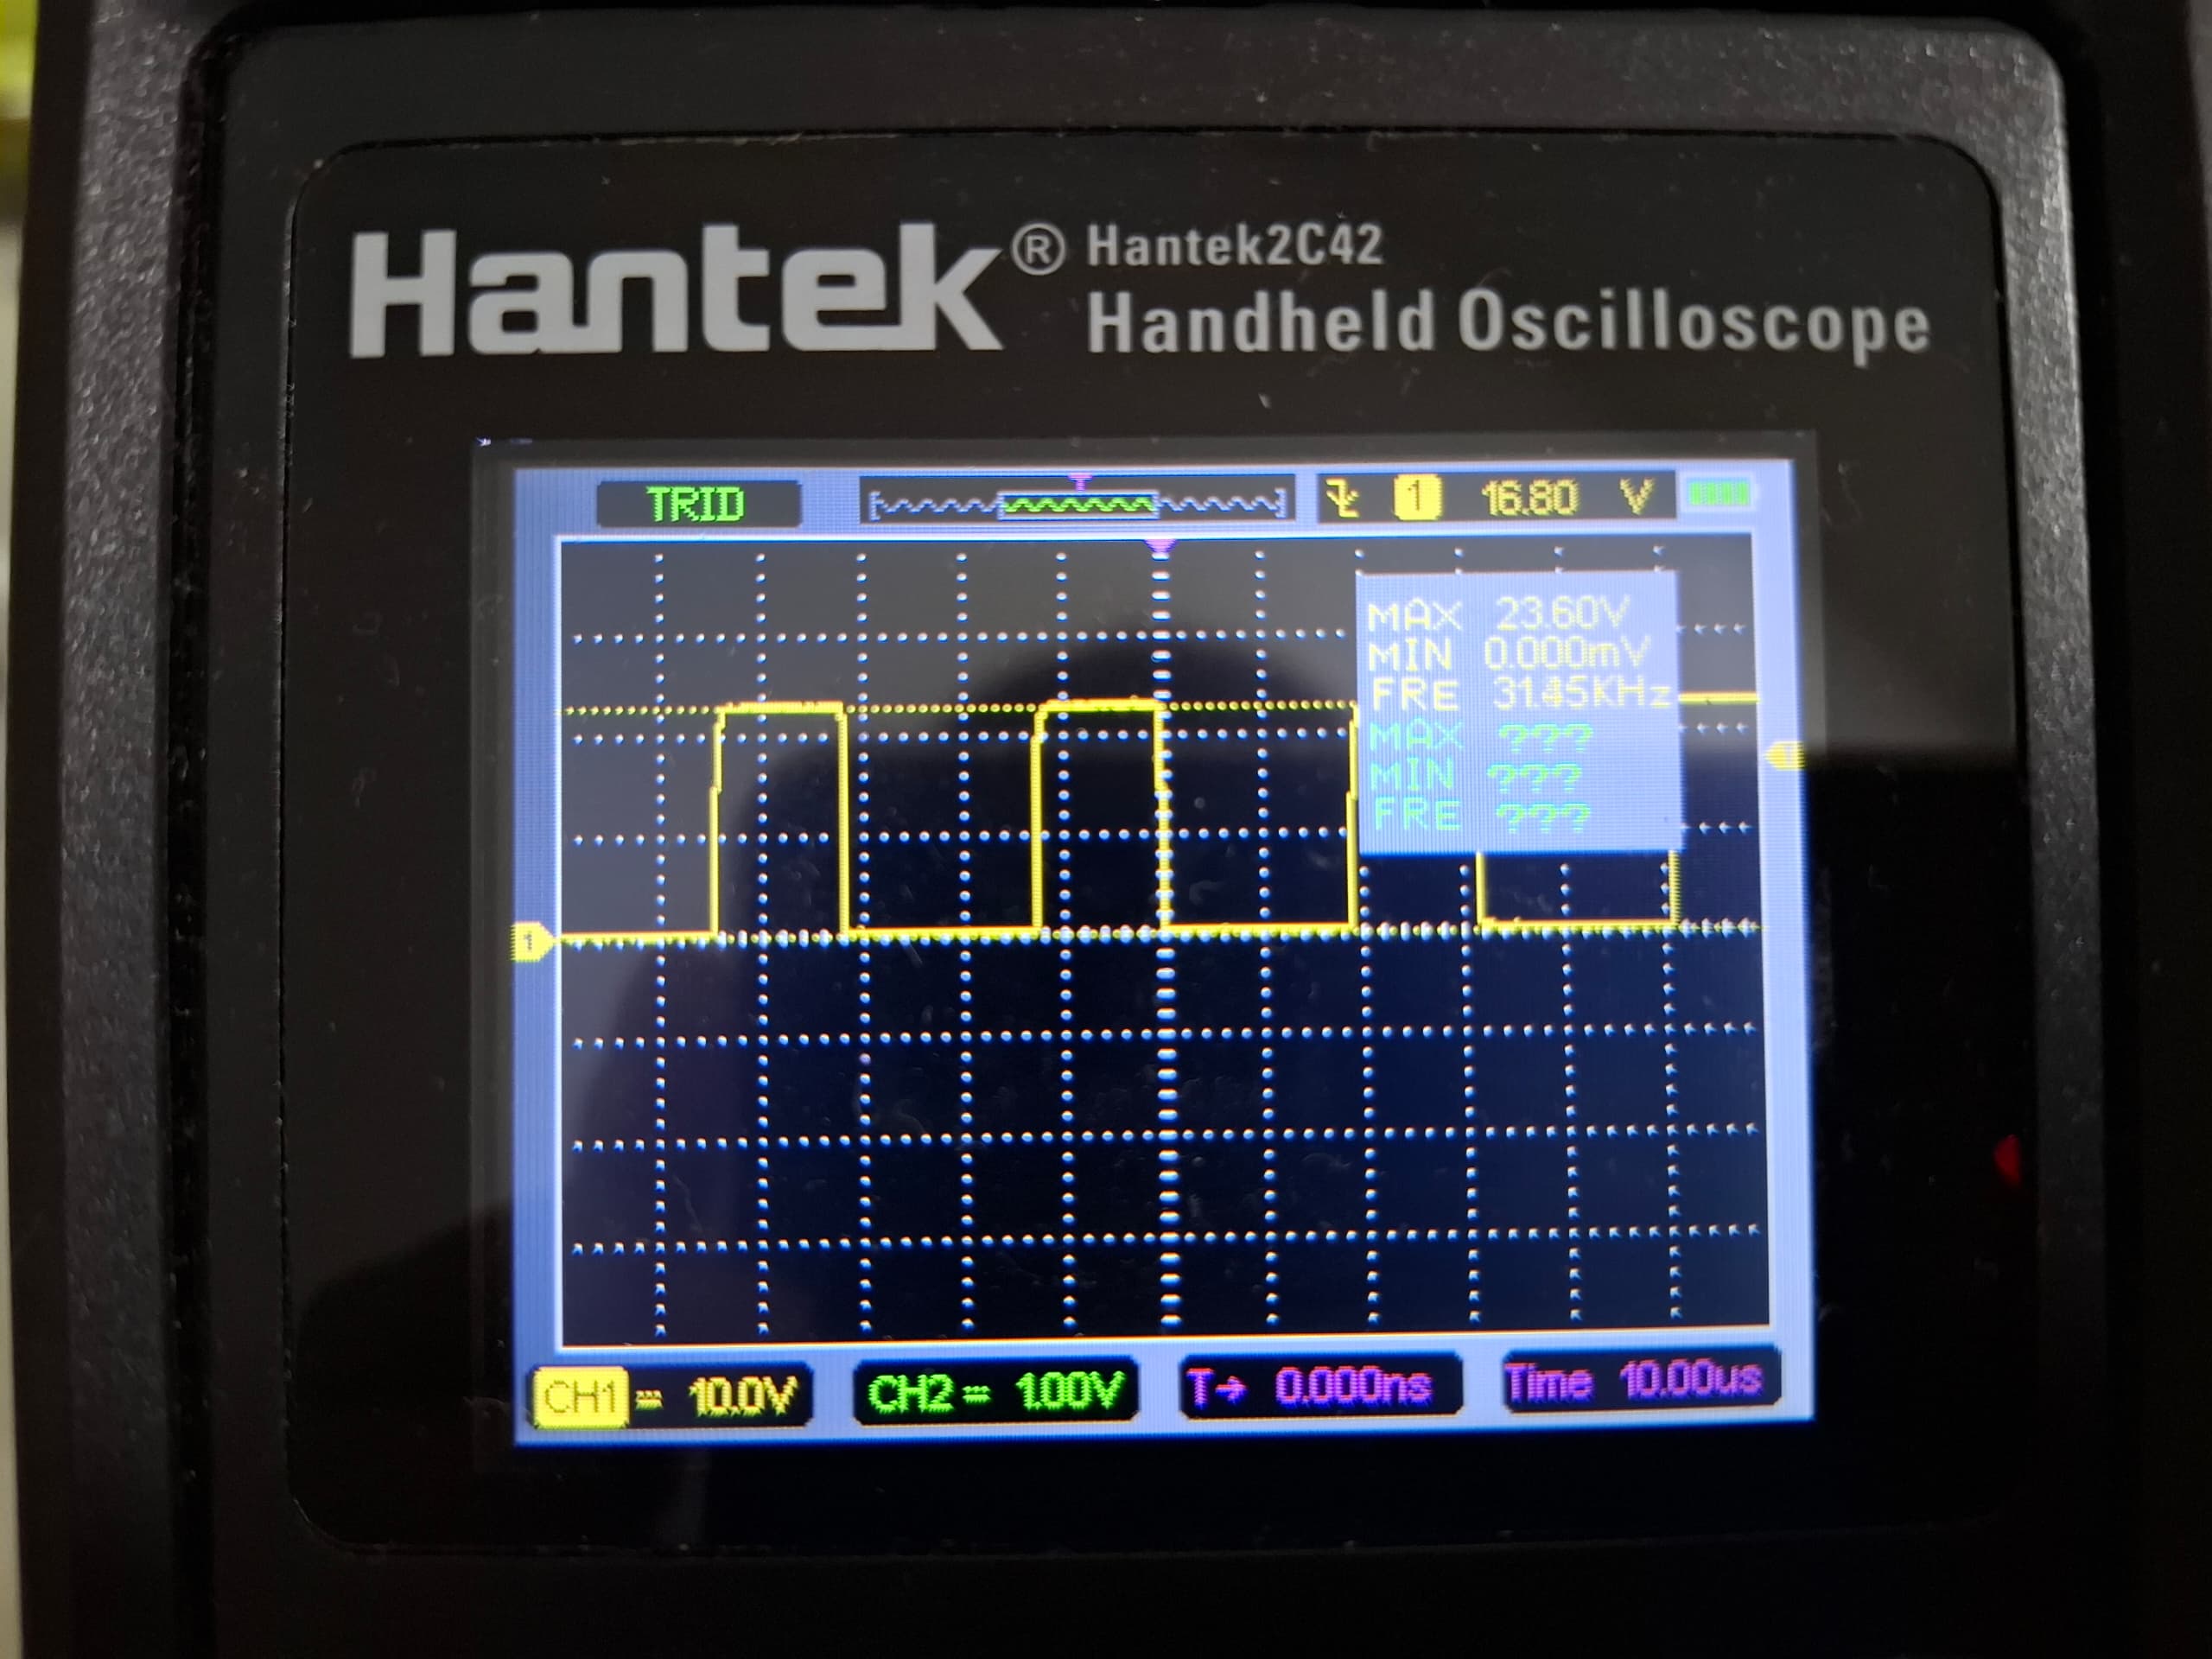 Hantek® Hantek2C42
Handheld Oscilloscope
TRID 1 16.80 V
MAX 23.60V
MIN 0.000mV
FRE 31.45KHz
MAX ???
MIN ???
FRE ???
1
1
CH1 10.0V CH2 1.00V T→ 0.000ns Time 10.00us